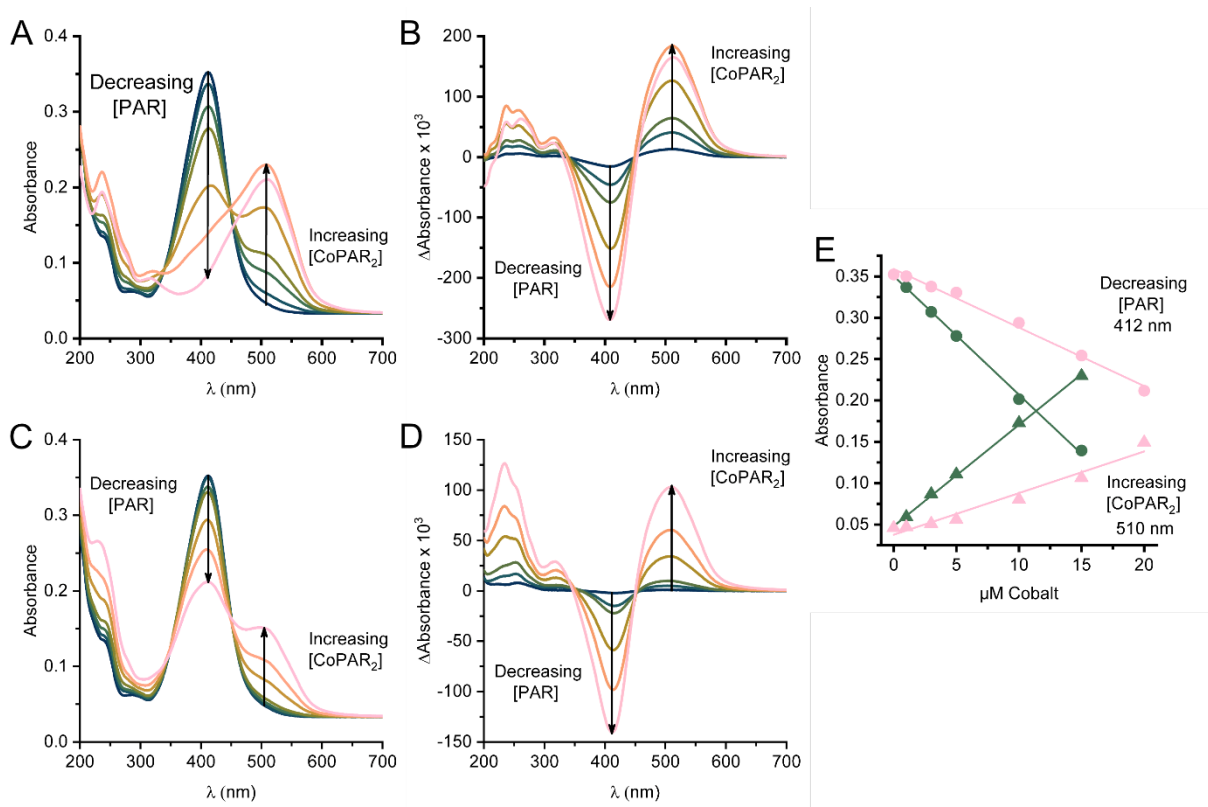 A
0.4
0.3
0.2
0.1
0.0
Absorbance
Decreasing
[PAR]
Increasing
[CoPAR₂]
200 300 400 500 600 700
λ (nm)
B
200
100
0
-100
-200
-300
ΔAbsorbance x 10³
Increasing
[CoPAR₂]
Decreasing
[PAR]
200 300 400 500 600 700
λ (nm)
C
0.4
0.3
0.2
0.1
0.0
Absorbance
Decreasing
[PAR]
Increasing
[CoPAR₂]
200 300 400 500 600 700
λ (nm)
D
150
100
50
0
-50
-100
-150
ΔAbsorbance x 10³
Increasing
[CoPAR₂]
Decreasing
[PAR]
200 300 400 500 600 700
λ (nm)
E
0.35
0.30
0.25
0.20
0.15
0.10
0.05
Absorbance
Decreasing
[PAR]
412 nm
Increasing
[CoPAR₂]
510 nm
0 5 10 15 20
µM Cobalt